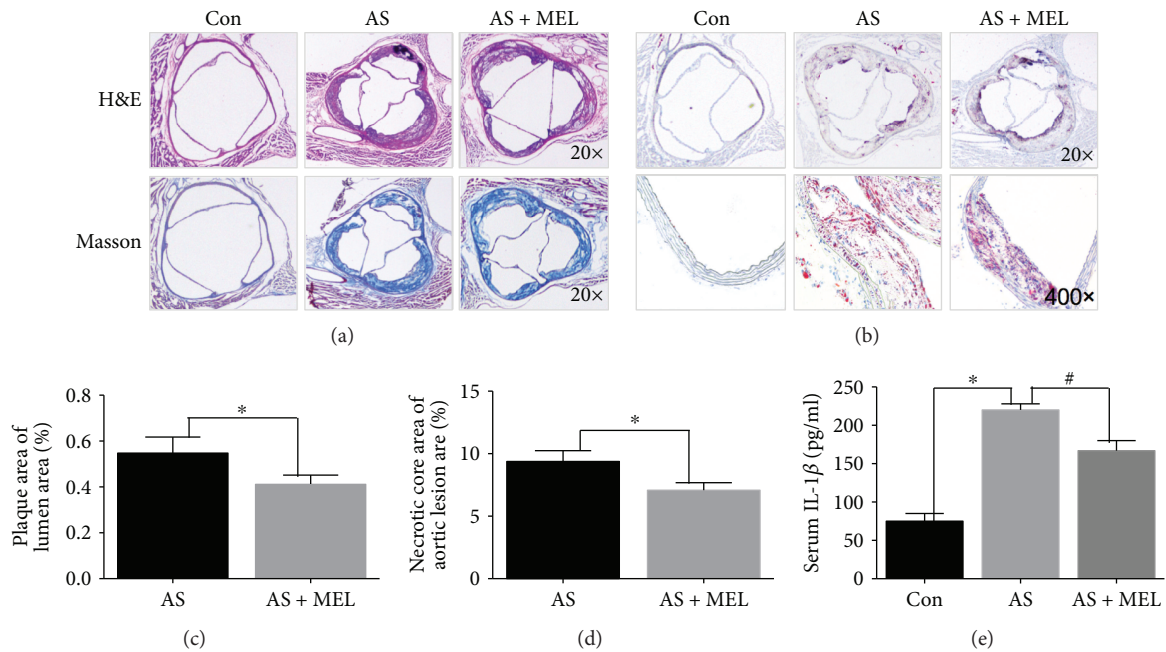 Con AS AS + MEL
H&E
20×
Masson
20×
(a)
Con AS AS + MEL
20×
400×
(b)
Plaque area of
lumen area (%)
0.8
0.6
0.4
0.2
0.0
*
AS AS + MEL
(c)
Necrotic core area of
aortic lesion are (%)
15
10
5
0
*
AS AS + MEL
(d)
Serum IL-1β (pg/ml)
250
200
150
100
50
0
* #
Con AS AS + MEL
(e)